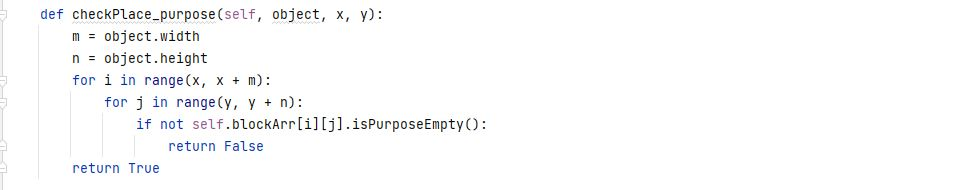 def checkPlace_purpose(self, object, x, y):
    m = object.width
    n = object.height
    for i in range(x, x + m):
        for j in range(y, y + n):
            if not self.blockArr[i][j].isPurposeEmpty():
                return False
    return True